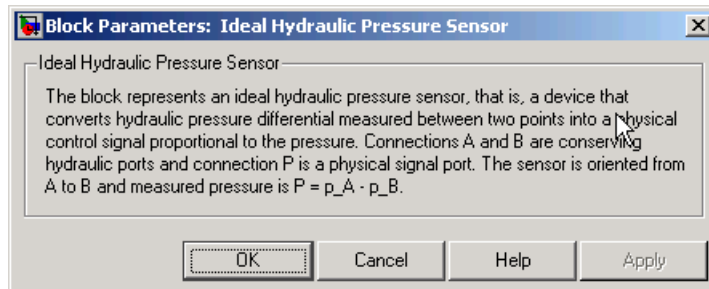 Block Parameters: Ideal Hydraulic Pressure Sensor
Ideal Hydraulic Pressure Sensor
The block represents an ideal hydraulic pressure sensor, that is, a device that
converts hydraulic pressure differential measured between two points into a physical
control signal proportional to the pressure. Connections A and B are conserving
hydraulic ports and connection P is a physical signal port. The sensor is oriented from
A to B and measured pressure is P = p_A - p_B.
OK Cancel Help Apply